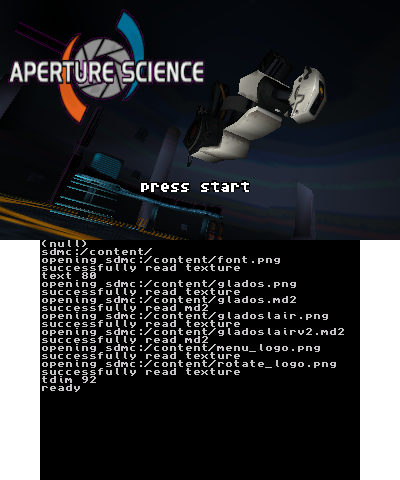 APERTURE SCIENCE
press start
(null)
sdmc:/content/
opening sdmc:/content/font.png
successfully read texture
text 80
opening sdmc:/content/glados.png
successfully read texture
opening sdmc:/content/glados.md2
successfully read md2
opening sdmc:/content/gladoslair.png
successfully read texture
opening sdmc:/content/gladoslairv2.md2
successfully read md2
opening sdmc:/content/menu_logo.png
successfully read texture
opening sdmc:/content/rotate_logo.png
successfully read texture
tdim 92
ready